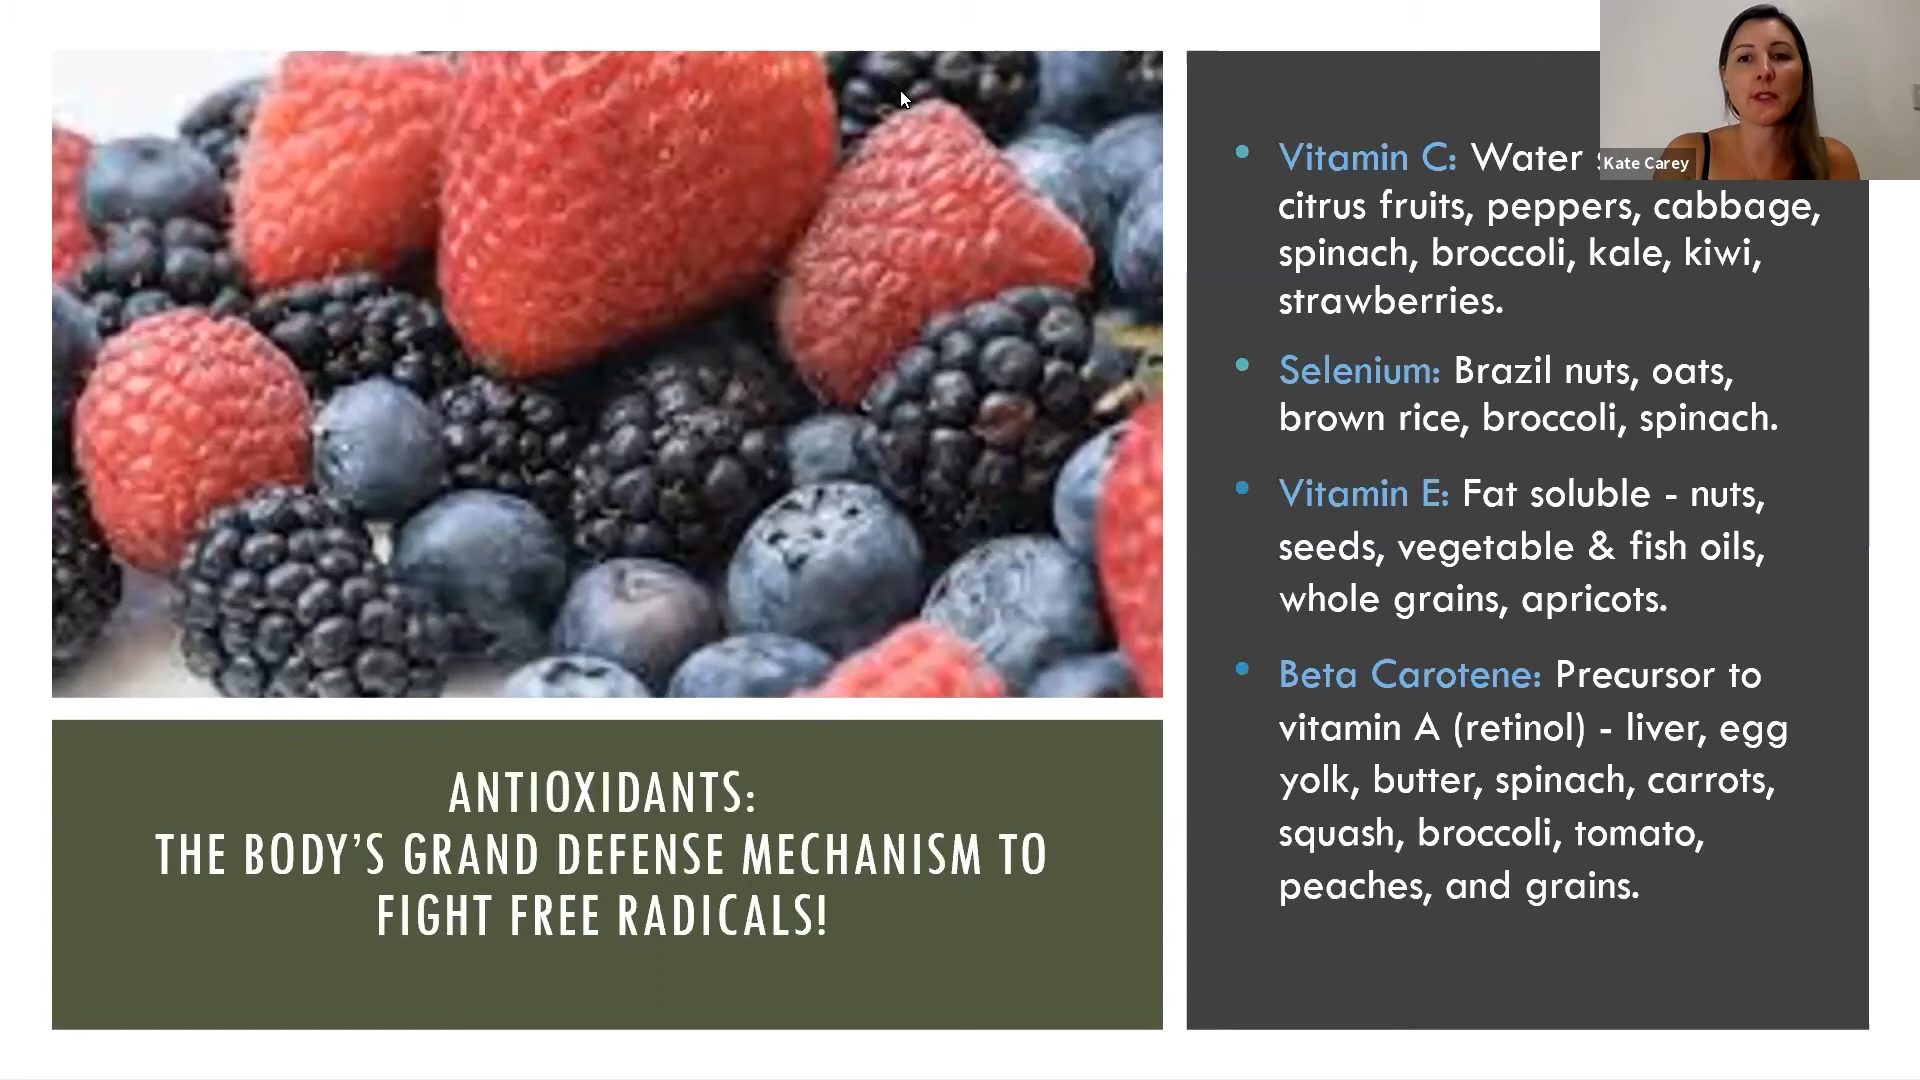 Vitamin C: Water
citrus fruits, peppers, cabbage,
spinach, broccoli, kale, kiwi,
strawberries.
Selenium: Brazil nuts, oats,
brown rice, broccoli, spinach.
Vitamin E: Fat soluble - nuts,
seeds, vegetable & fish oils,
whole grains, apricots.
Beta Carotene: Precursor to
vitamin A (retinol) - liver, egg
yolk, butter, spinach, carrots,
squash, broccoli, tomato,
peaches, and grains.
Kate Carey
ANTIOXIDANTS:
THE BODY’S GRAND DEFENSE MECHANISM TO
FIGHT FREE RADICALS!